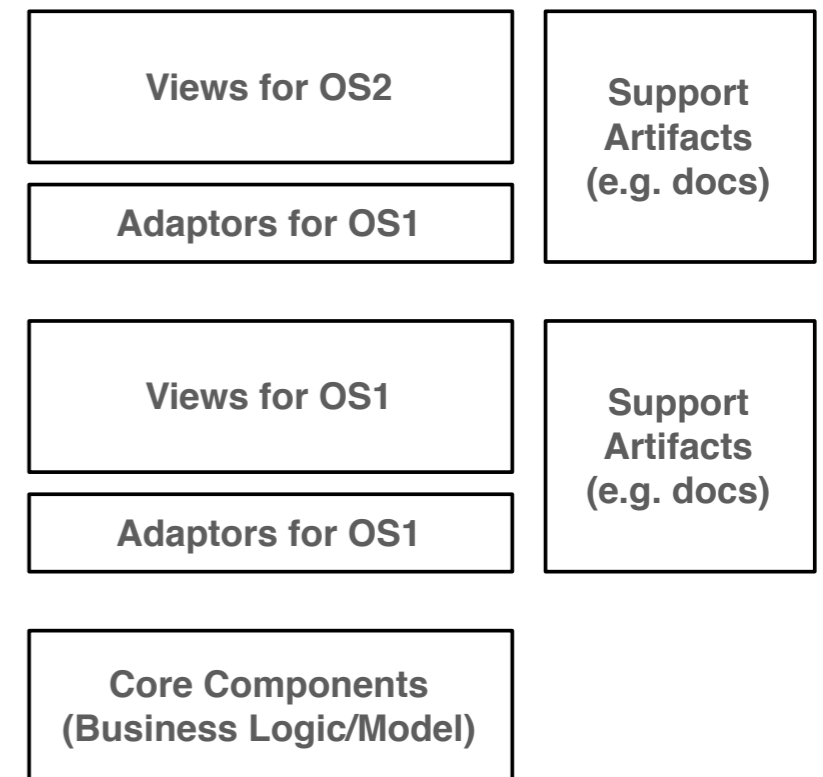 Views for OS2
Adaptors for OS1
Support
Artifacts
(e.g. docs)
Views for OS1
Adaptors for OS1
Support
Artifacts
(e.g. docs)
Core Components
(Business Logic/Model)